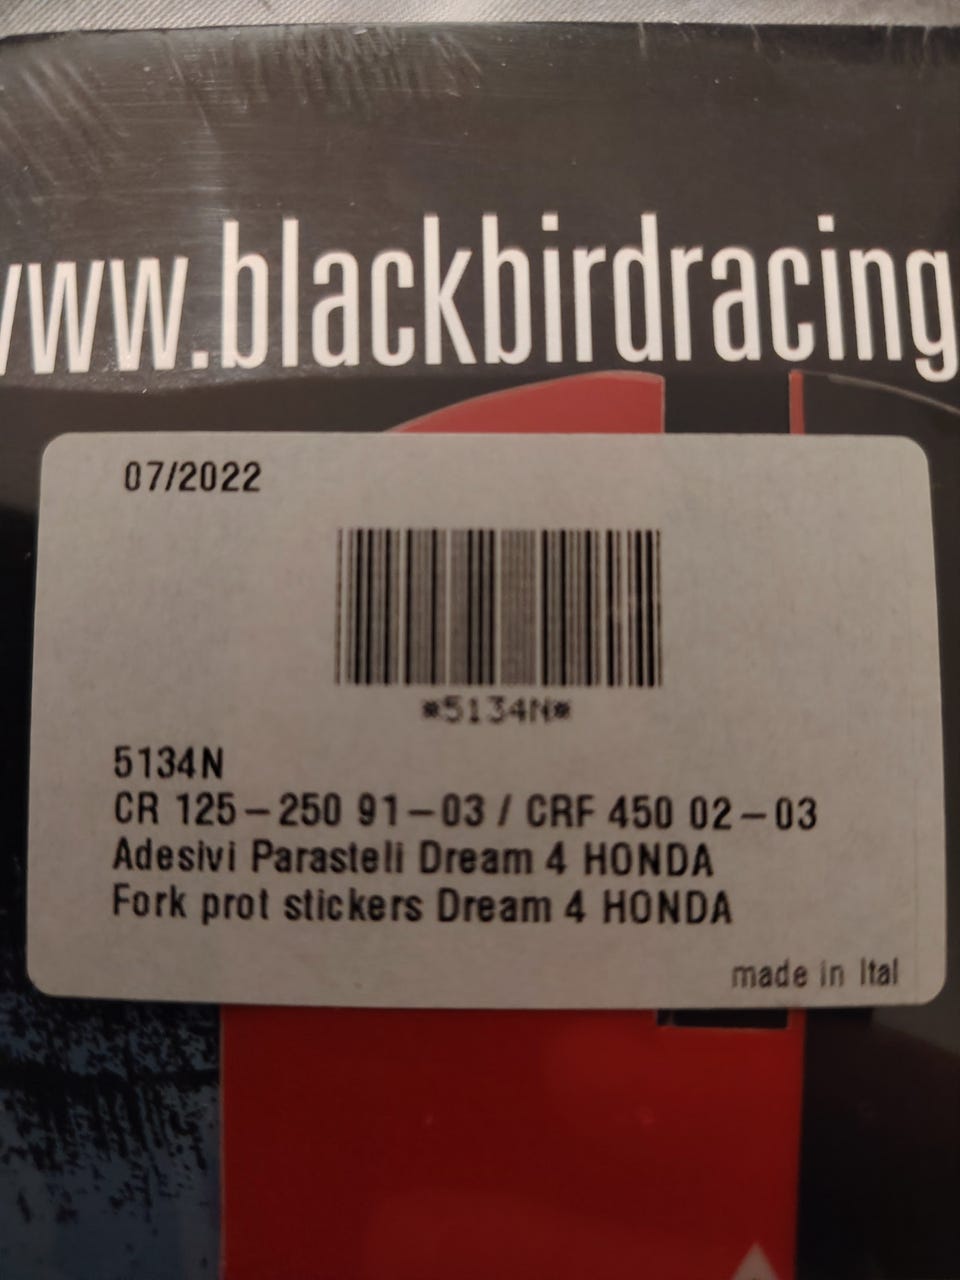 www.blackbirdracing
07/2022
*5134N*
5134N
CR 125-250 91-03 / CRF 450 02-03
Adesivi Parasteli Dream 4 HONDA
Fork prot stickers Dream 4 HONDA
made in Ital